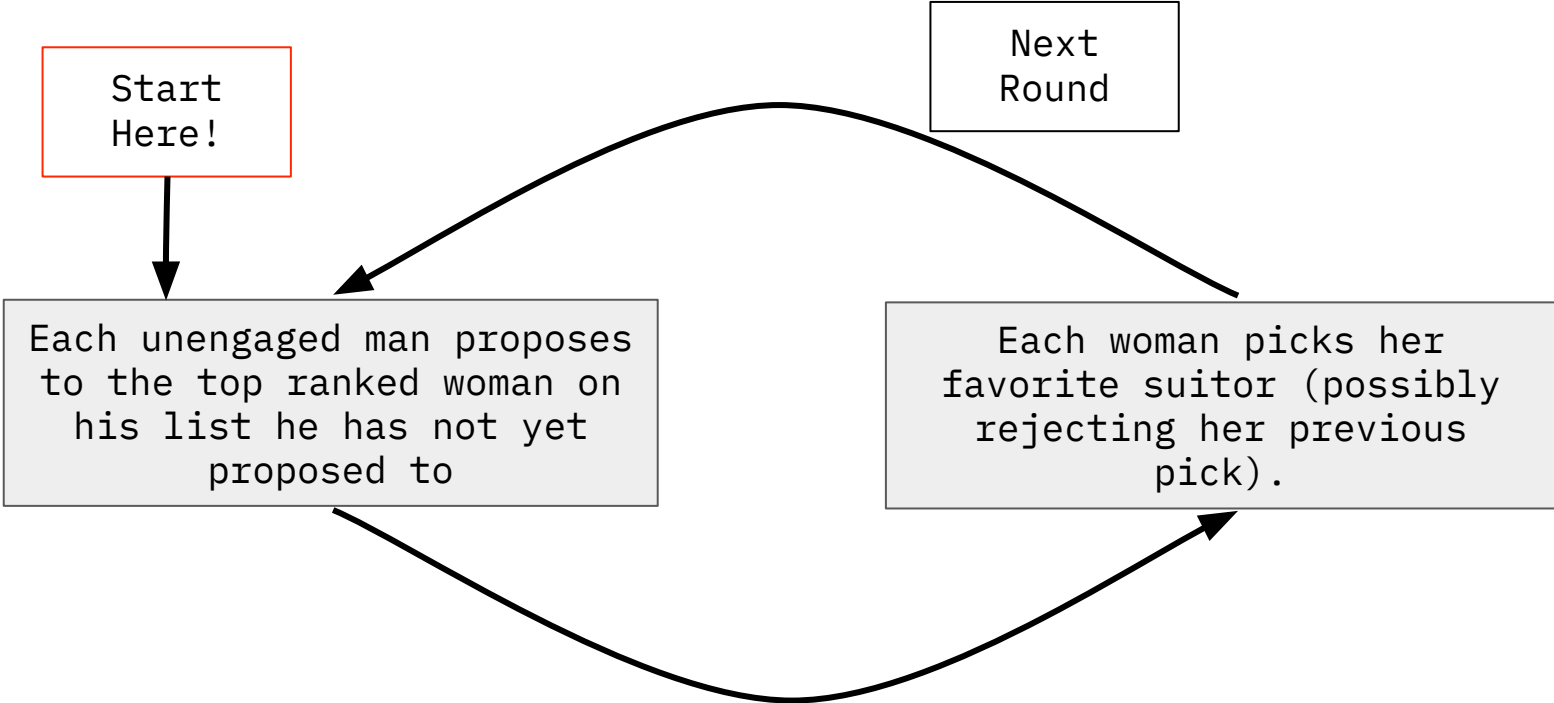 Start
Here!
Next
Round
Each unengaged man proposes
to the top ranked woman on
his list he has not yet
proposed to
Each woman picks her
favorite suitor (possibly
rejecting her previous
pick).